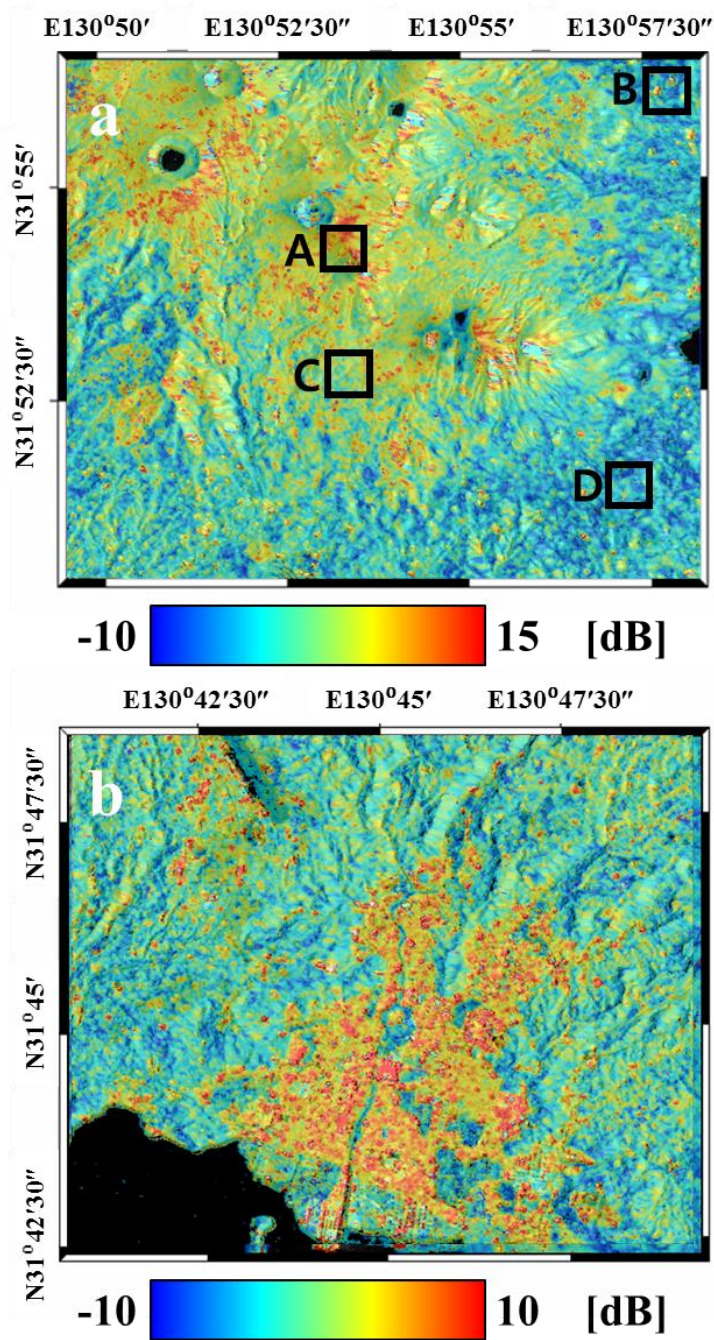 E130°50′ E130°52′30″ E130°55′ E130°57′30″
a
B
N31°55′
A
C
N31°52′30″
D
-10 15 [dB]
E130°42′30″ E130°45′ E130°47′30″
b
N31°47′30″
N31°45′
N31°42′30″
-10 10 [dB]